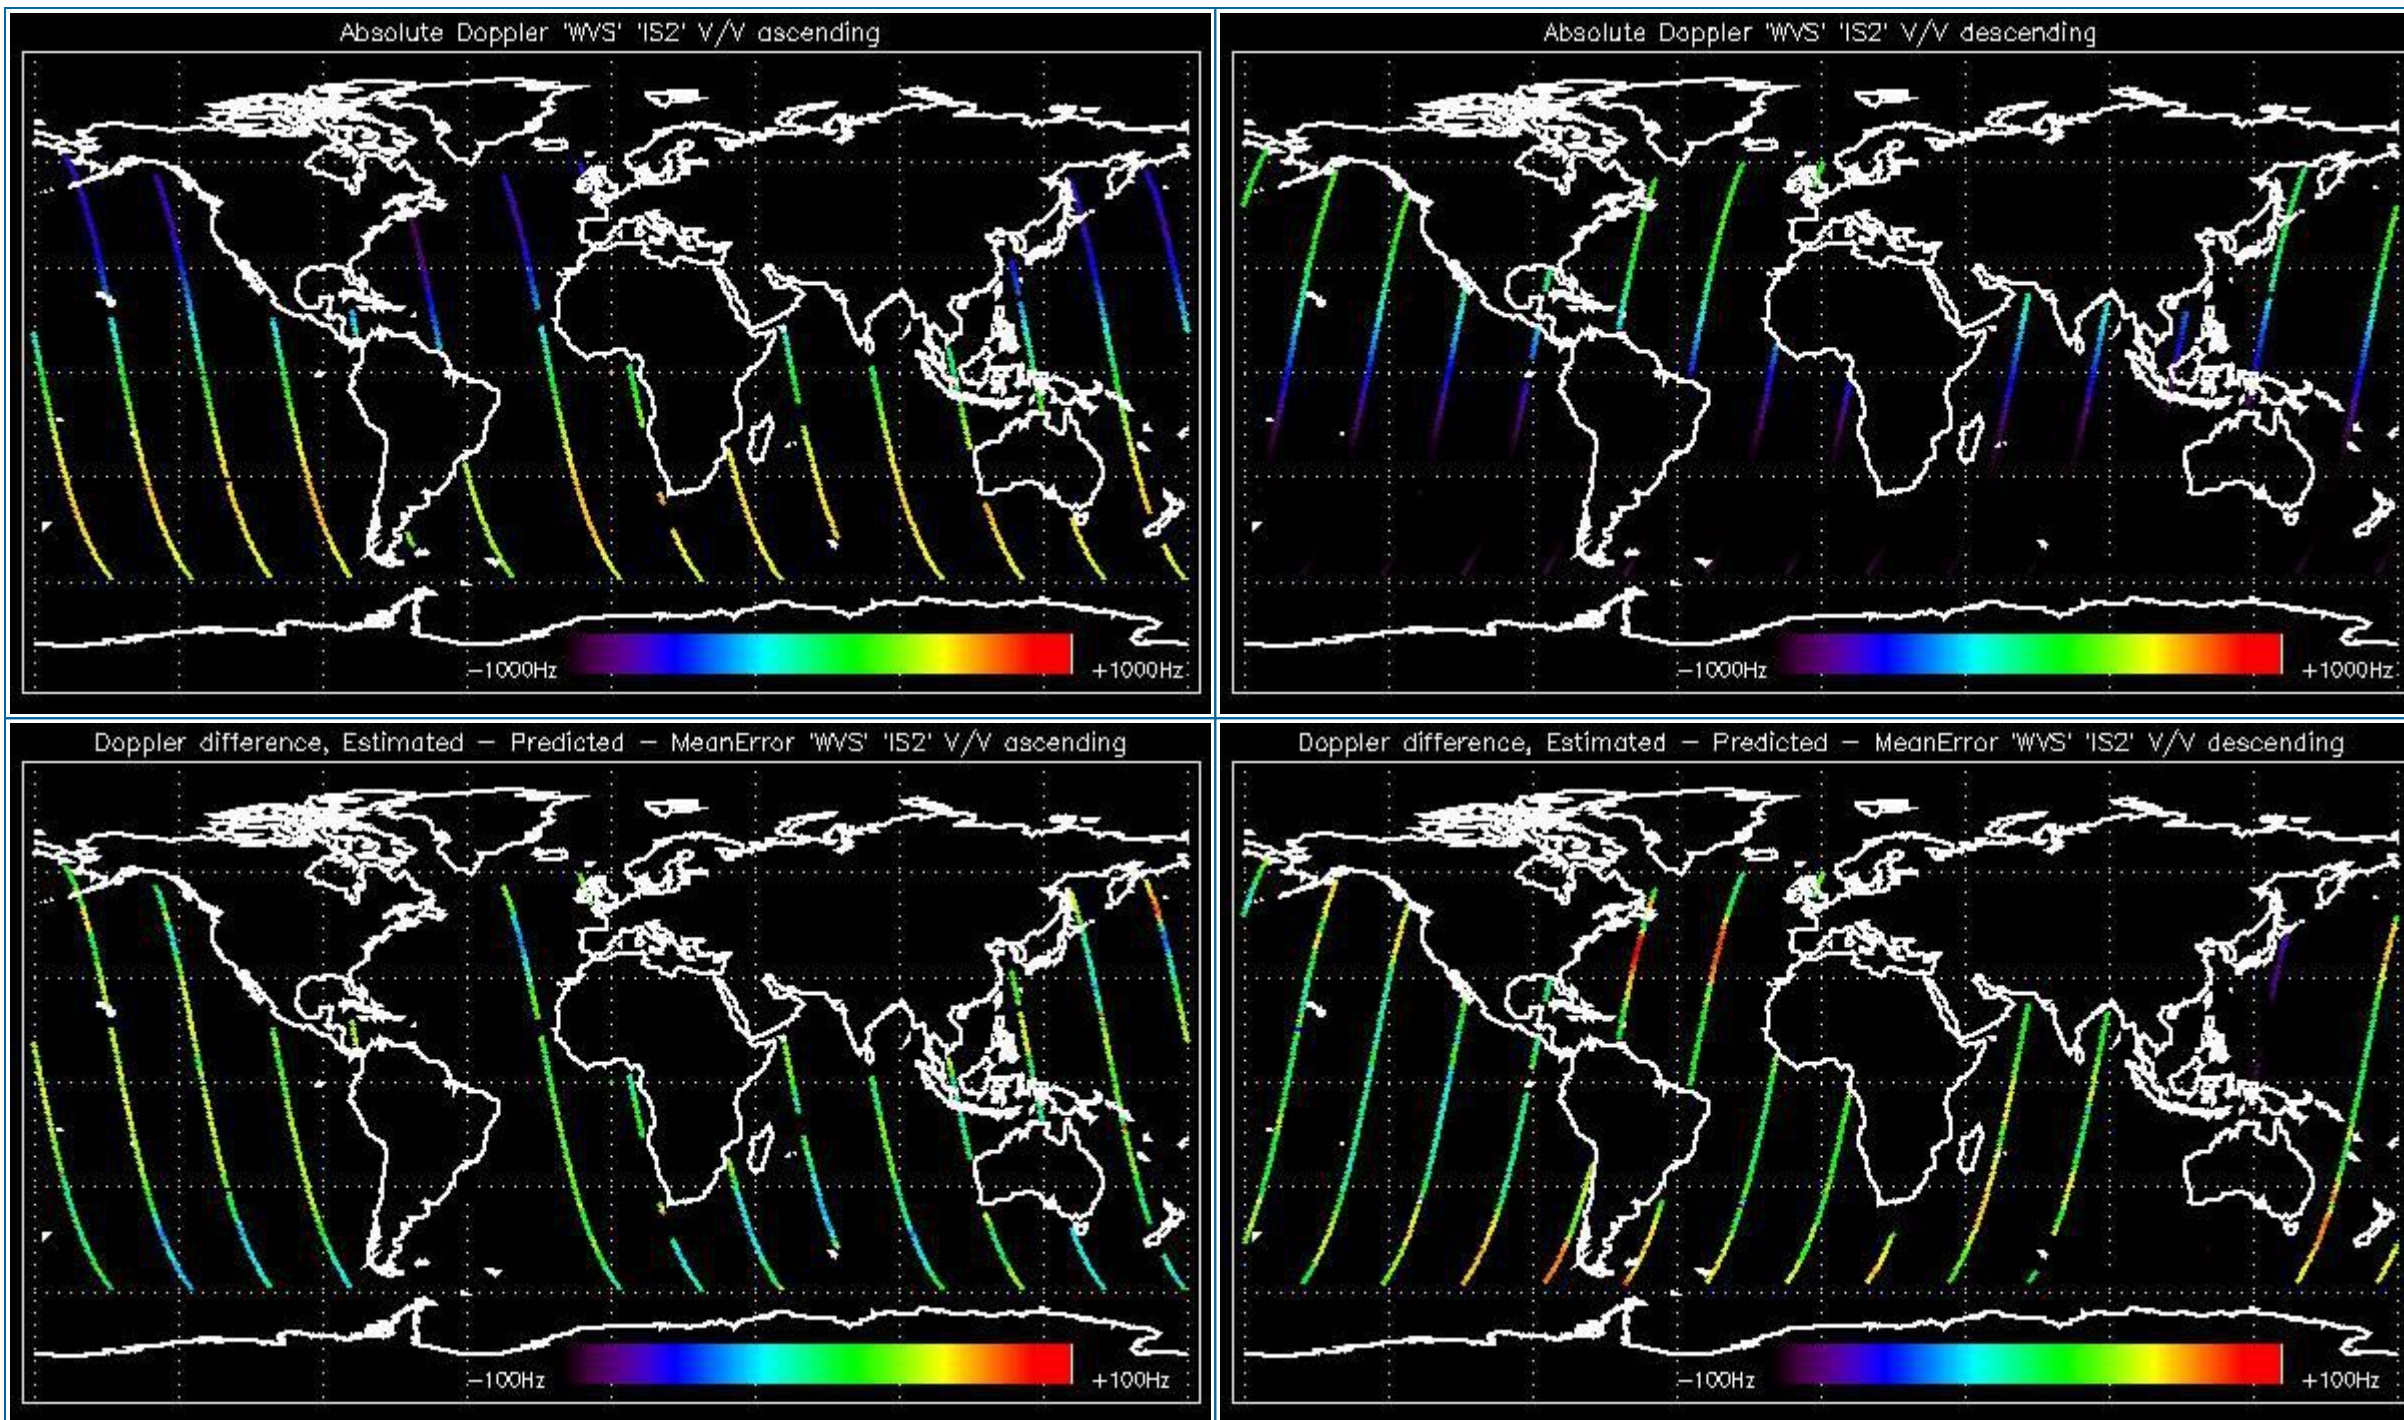 Absolute Doppler 'WVS' 'IS2' V/V ascending
-1000Hz
+1000Hz
Absolute Doppler 'WVS' 'IS2' V/V descending
-1000Hz
+1000Hz
Doppler difference, Estimated - Predicted - MeanError 'WVS' 'IS2' V/V ascending
-100Hz
+100Hz
Doppler difference, Estimated - Predicted - MeanError 'WVS' 'IS2' V/V descending
-100Hz
+100Hz